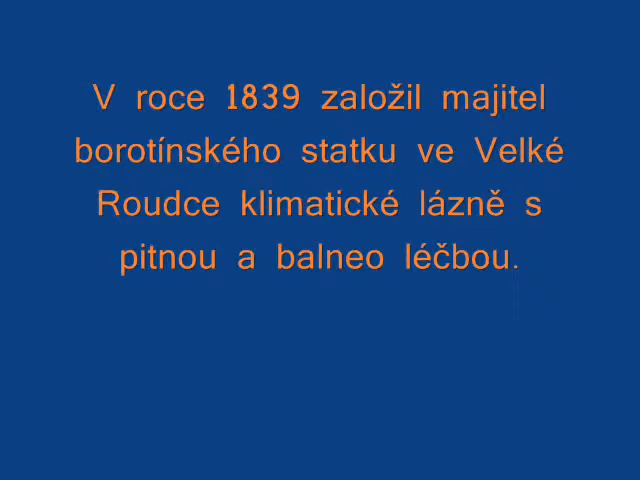 V roce 1839 založil majitel
borotínského statku ve Velké
Roudce klimatické lázně s
pitnou a balneo léčbou.